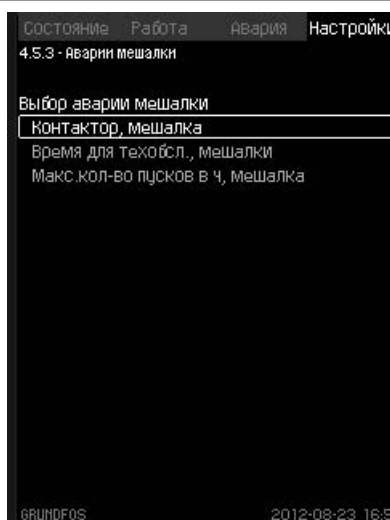 Состояние Работа Авария Настройки
4.5.3 - Аварии мешалки
Выбор аварии мешалки
Контактор, мешалка
Время для техобсл., мешалки
Макс.кол-во пусков в ч, мешалка
GRUNDFOS 2012-08-23